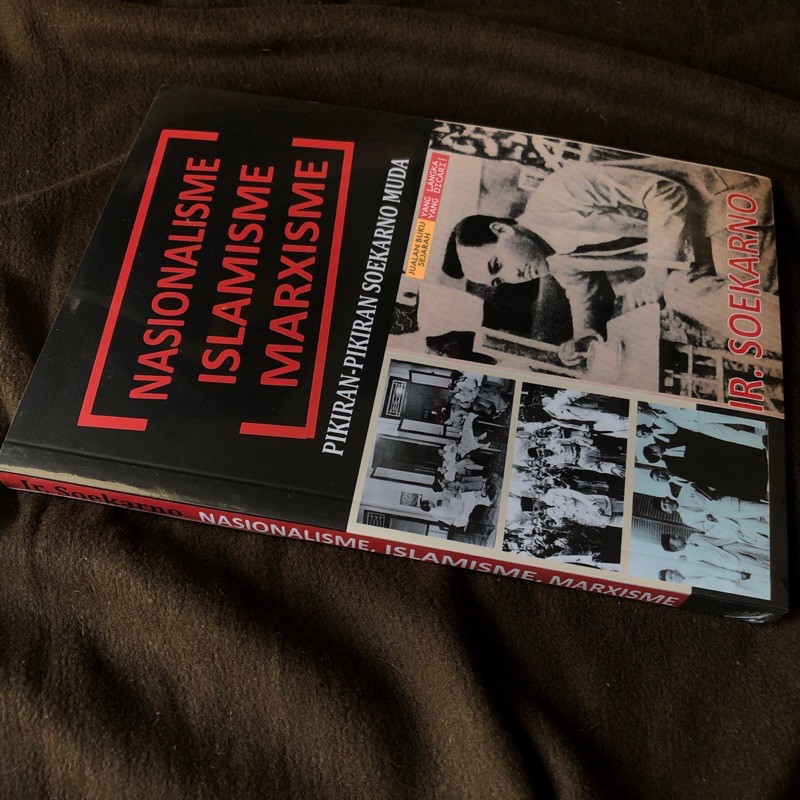 NASIONALISME
ISLAMISME
MARXISME
PIKIRAN-PIKIRAN SOEKARNO MUDA
JUALAN BUKU
SEJARAH
YANG LANGKA
YANG DICARI!
IR. SOEKARNO
Ir. Soekarno NASIONALISME, ISLAMISME, MARXISME